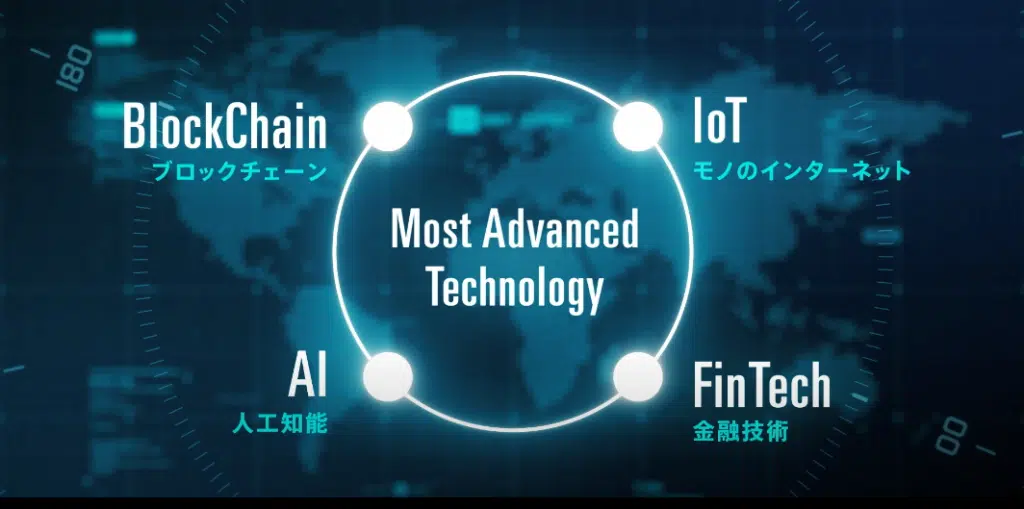 180
BlockChain
ブロックチェーン
IoT
モノのインターネット
Most Advanced
Technology
AI
人工知能
FinTech
金融技術
00